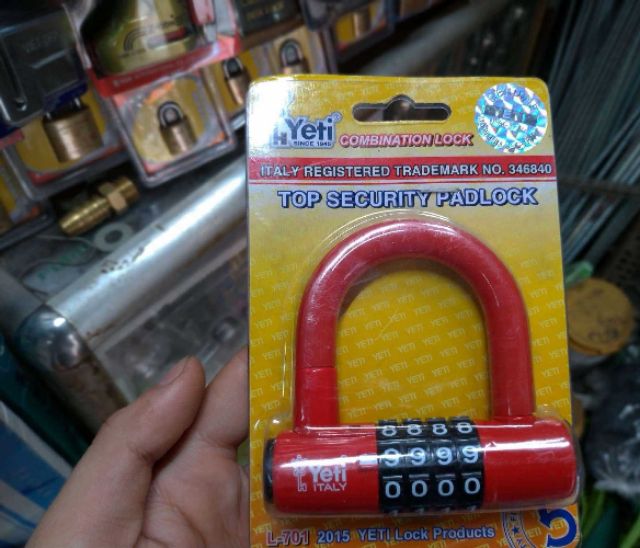 Yeti
SINCE 1945
COMBINATION LOCK
ITALY REGISTERED TRADEMARK NO. 346840
TOP SECURITY PADLOCK
8888
9999
0000
Yeti
ITALY
L-701 2015 YETI Lock Products
5